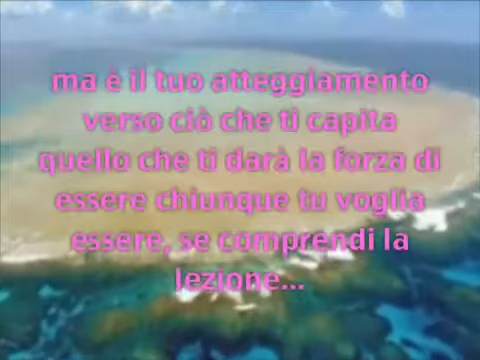 ma è il tuo atteggiamento
verso ciò che ti capita
quello che ti darà la forza di
essere chiunque tu voglia
essere, se comprendi la
lezione...